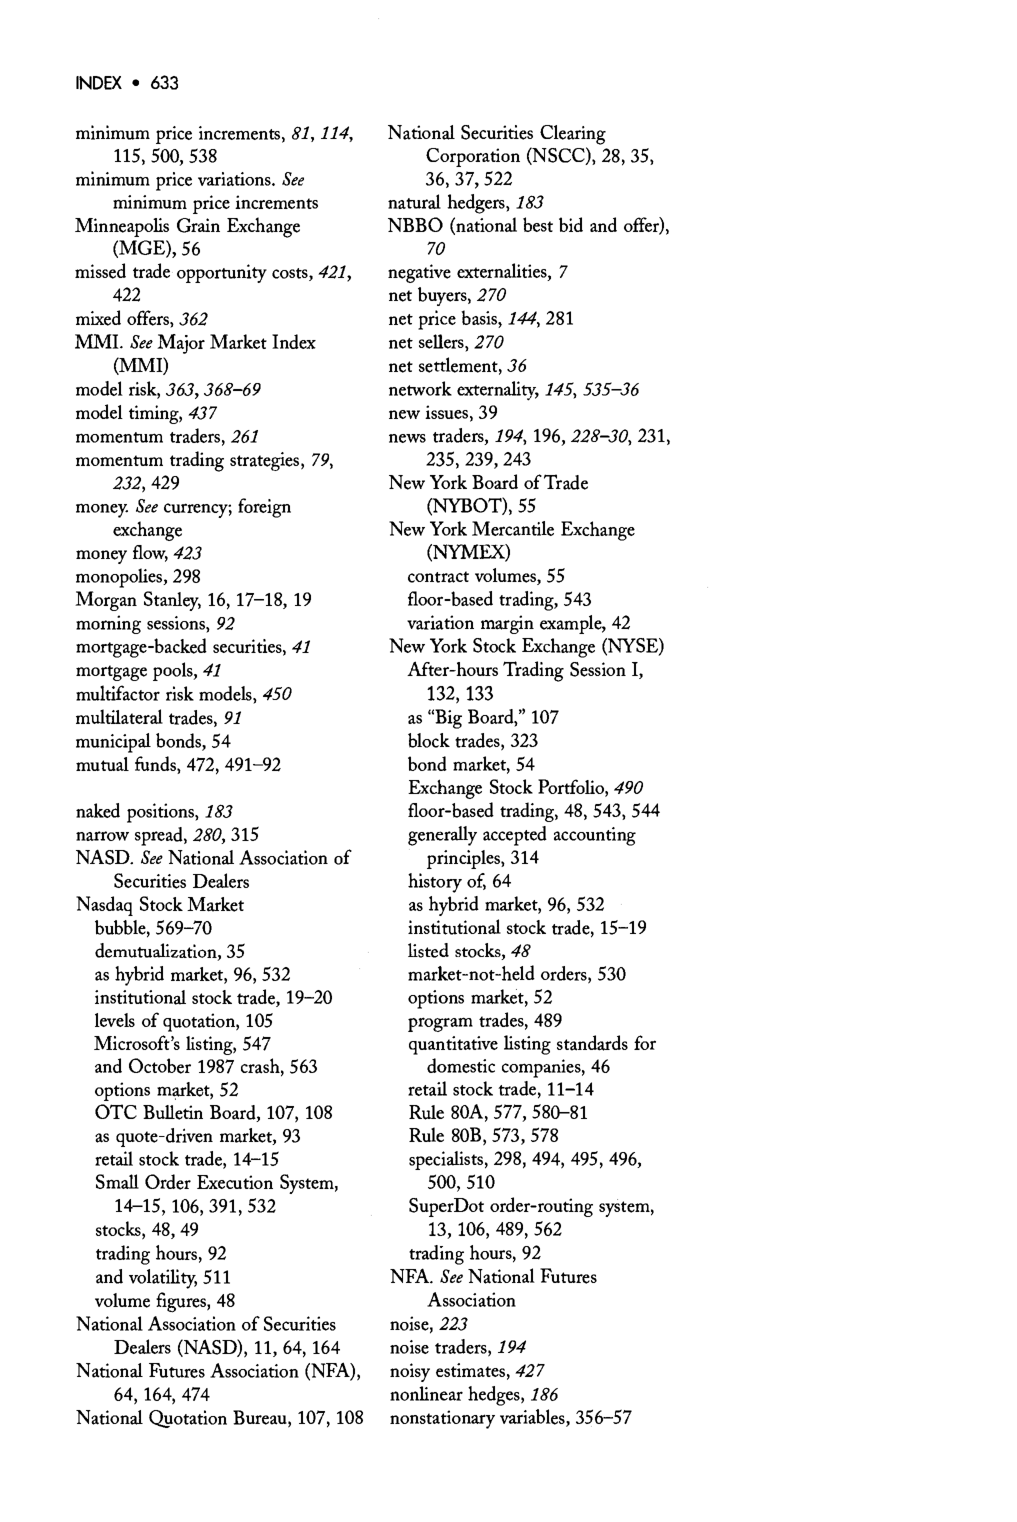 INDEX • 633
minimum price increments, 81, 114,
115, 500, 538
minimum price variations. See
minimum price increments
Minneapolis Grain Exchange
(MGE), 56
missed trade opportunity costs, 421,
422
mixed offers, 362
MMI. See Major Market Index
(MMI)
model risk, 363, 368–69
model timing, 437
momentum traders, 261
momentum trading strategies, 79,
232, 429
money. See currency; foreign
exchange
money flow, 423
monopolies, 298
Morgan Stanley, 16, 17–18, 19
morning sessions, 92
mortgage-backed securities, 41
mortgage pools, 41
multifactor risk models, 450
multilateral trades, 91
municipal bonds, 54
mutual funds, 472, 491–92
naked positions, 183
narrow spread, 280, 315
NASD. See National Association of
Securities Dealers
Nasdaq Stock Market
bubble, 569–70
demutualization, 35
as hybrid market, 96, 532
institutional stock trade, 19–20
levels of quotation, 105
Microsoft's listing, 547
and October 1987 crash, 563
options market, 52
OTC Bulletin Board, 107, 108
as quote-driven market, 93
retail stock trade, 14–15
Small Order Execution System,
14–15, 106, 391, 532
stocks, 48, 49
trading hours, 92
and volatility, 511
volume figures, 48
National Association of Securities
Dealers (NASD), 11, 64, 164
National Futures Association (NFA),
64, 164, 474
National Quotation Bureau, 107, 108
National Securities Clearing
Corporation (NSCC), 28, 35,
36, 37, 522
natural hedgers, 183
NBBO (national best bid and offer),
70
negative externalities, 7
net buyers, 270
net price basis, 144, 281
net sellers, 270
net settlement, 36
network externality, 145, 535–36
new issues, 39
news traders, 194, 196, 228–30, 231,
235, 239, 243
New York Board of Trade
(NYBOT), 55
New York Mercantile Exchange
(NYMEX)
contract volumes, 55
floor-based trading, 543
variation margin example, 42
New York Stock Exchange (NYSE)
After-hours Trading Session I,
132, 133
as “Big Board,” 107
block trades, 323
bond market, 54
Exchange Stock Portfolio, 490
floor-based trading, 48, 543, 544
generally accepted accounting
principles, 314
history of, 64
as hybrid market, 96, 532
institutional stock trade, 15–19
listed stocks, 48
market-not-held orders, 530
options market, 52
program trades, 489
quantitative listing standards for
domestic companies, 46
retail stock trade, 11–14
Rule 80A, 577, 580–81
Rule 80B, 573, 578
specialists, 298, 494, 495, 496,
500, 510
SuperDot order-routing system,
13, 106, 489, 562
trading hours, 92
NFA. See National Futures
Association
noise, 223
noise traders, 194
noisy estimates, 427
nonlinear hedges, 186
nonstationary variables, 356–57